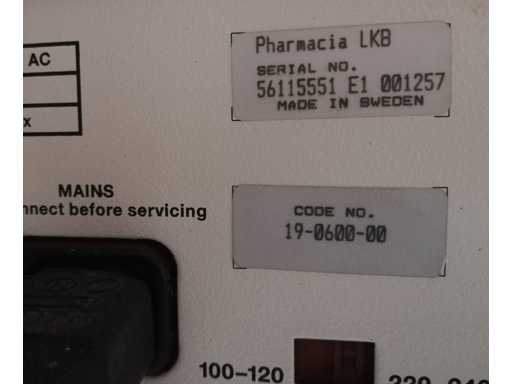 AC
x
Pharmacia LKB
SERIAL NO.
56115551 E1 001257
MADE IN SWEDEN
MAINS
nnect before servicing
CODE NO.
19-0600-00
100-120